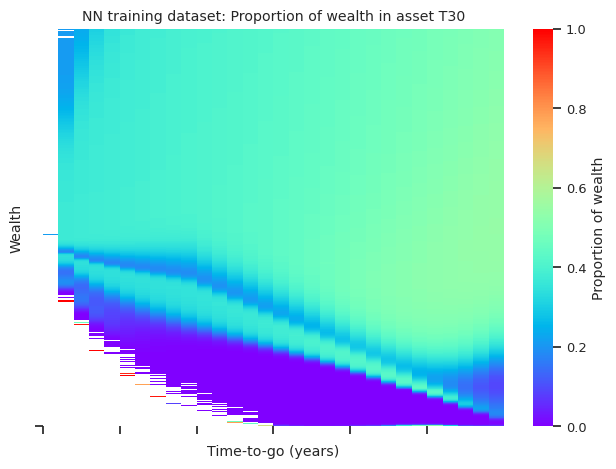 NN training dataset: Proportion of wealth in asset T30
Wealth
Time-to-go (years)
1.0
0.8
0.6
0.4
0.2
0.0
Proportion of wealth